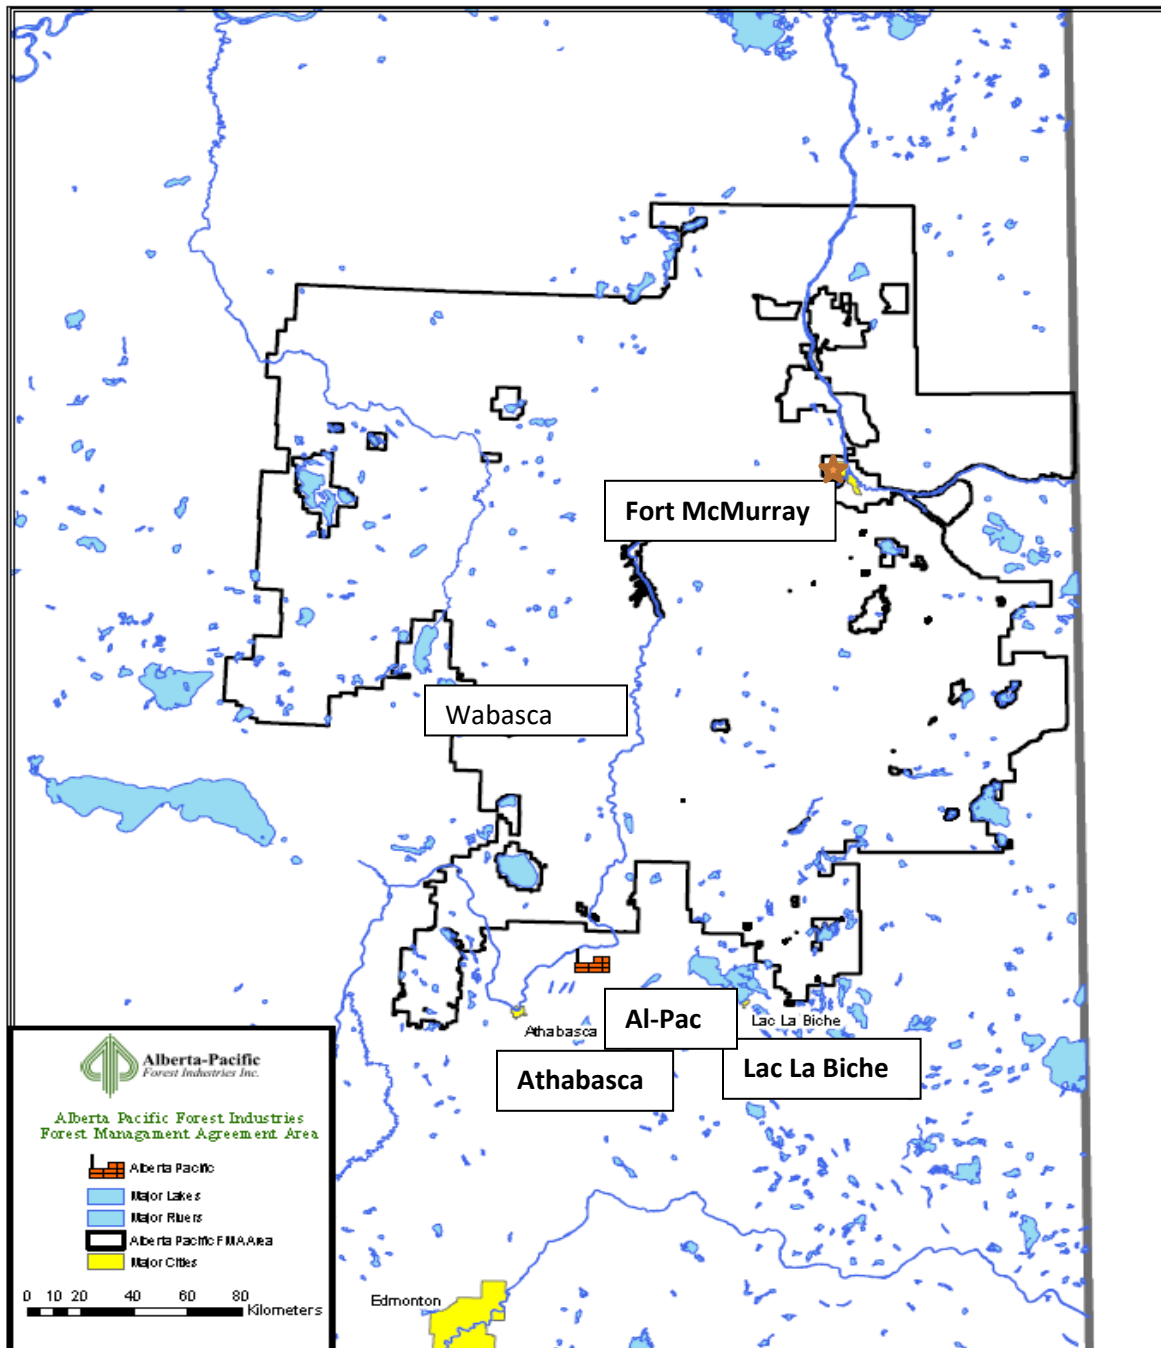 Fort McMurray
Wabasca
Al-Pac
Lac La Biche
Athabasca
Athabasca
Lac La Biche
Alberta-Pacific
Forest Industries Inc.
Alberta Pacific Forest Industries
Forest Managament Agreement Area
Alberta Pacific
Major Lakes
Major Rivers
Alberta Pacific FMA Area
Major Cities
0 10 20 40 60 80
Kilometers
Edmonton